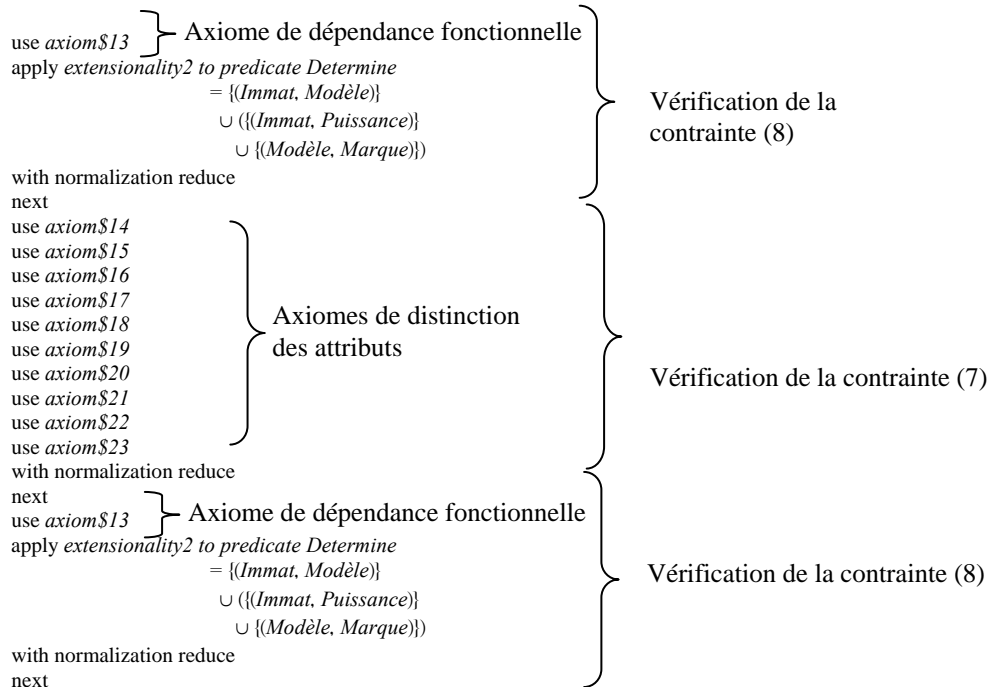 use axiom$13 Axiome de dépendance fonctionnelle
apply extensionality2 to predicate Determine
= {(Immat, Modèle)}
∪ ({(Immat, Puissance)}
∪ {(Modèle, Marque)})
with normalization reduce
next
Vérification de la
contrainte (8)
use axiom$14
use axiom$15
use axiom$16
use axiom$17
use axiom$18
use axiom$19
use axiom$20
use axiom$21
use axiom$22
use axiom$23
Axiomes de distinction
des attributs
with normalization reduce
next
Vérification de la contrainte (7)
use axiom$13 Axiome de dépendance fonctionnelle
apply extensionality2 to predicate Determine
= {(Immat, Modèle)}
∪ ({(Immat, Puissance)}
∪ {(Modèle, Marque)})
with normalization reduce
next
Vérification de la contrainte (8)